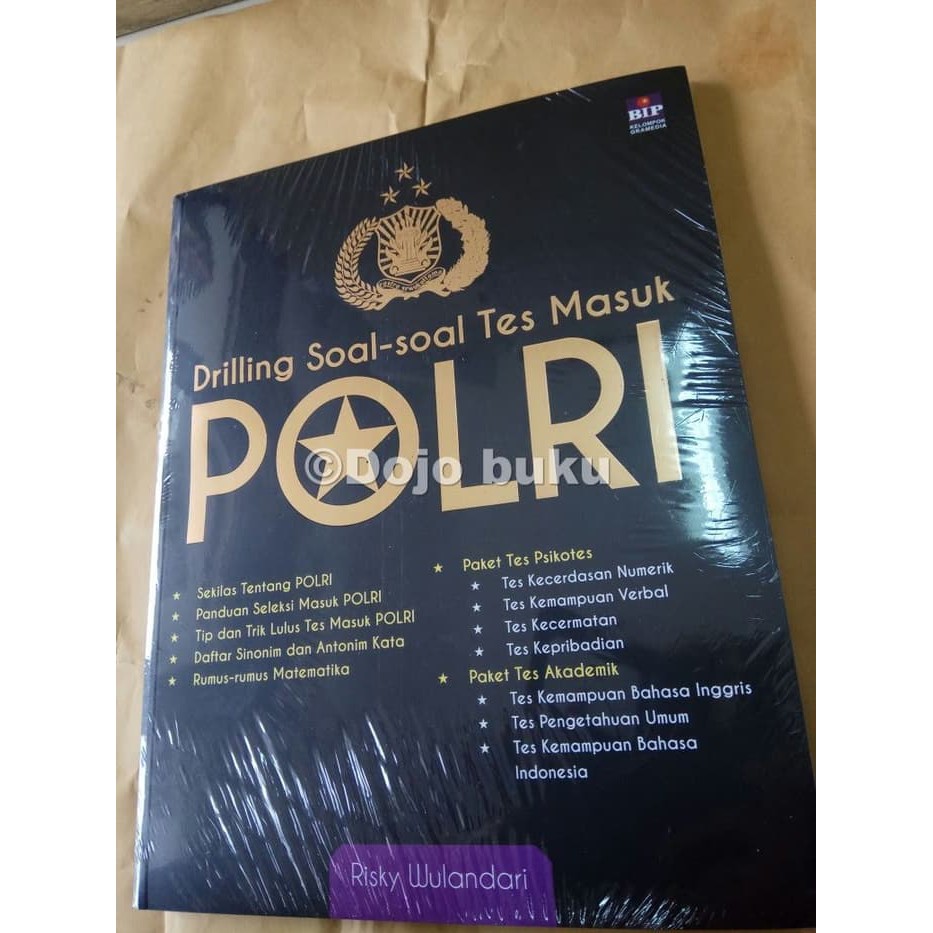 BIP
KELOMPOK
GRAMEDIA
Drilling Soal-soal Tes Masuk
POLRI
©Dojo buku
★ Sekilas Tentang POLRI
★ Panduan Seleksi Masuk POLRI
★ Tip dan Trik Lulus Tes Masuk POLRI
★ Daftar Sinonim dan Antonim Kata
★ Rumus-rumus Matematika
★ Paket Tes Psikotes
★ Tes Kecerdasan Numerik
★ Tes Kemampuan Verbal
★ Tes Kecermatan
★ Tes Kepribadian
★ Paket Tes Akademik
★ Tes Kemampuan Bahasa Inggris
★ Tes Pengetahuan Umum
★ Tes Kemampuan Bahasa
Indonesia
Risky Wulandari